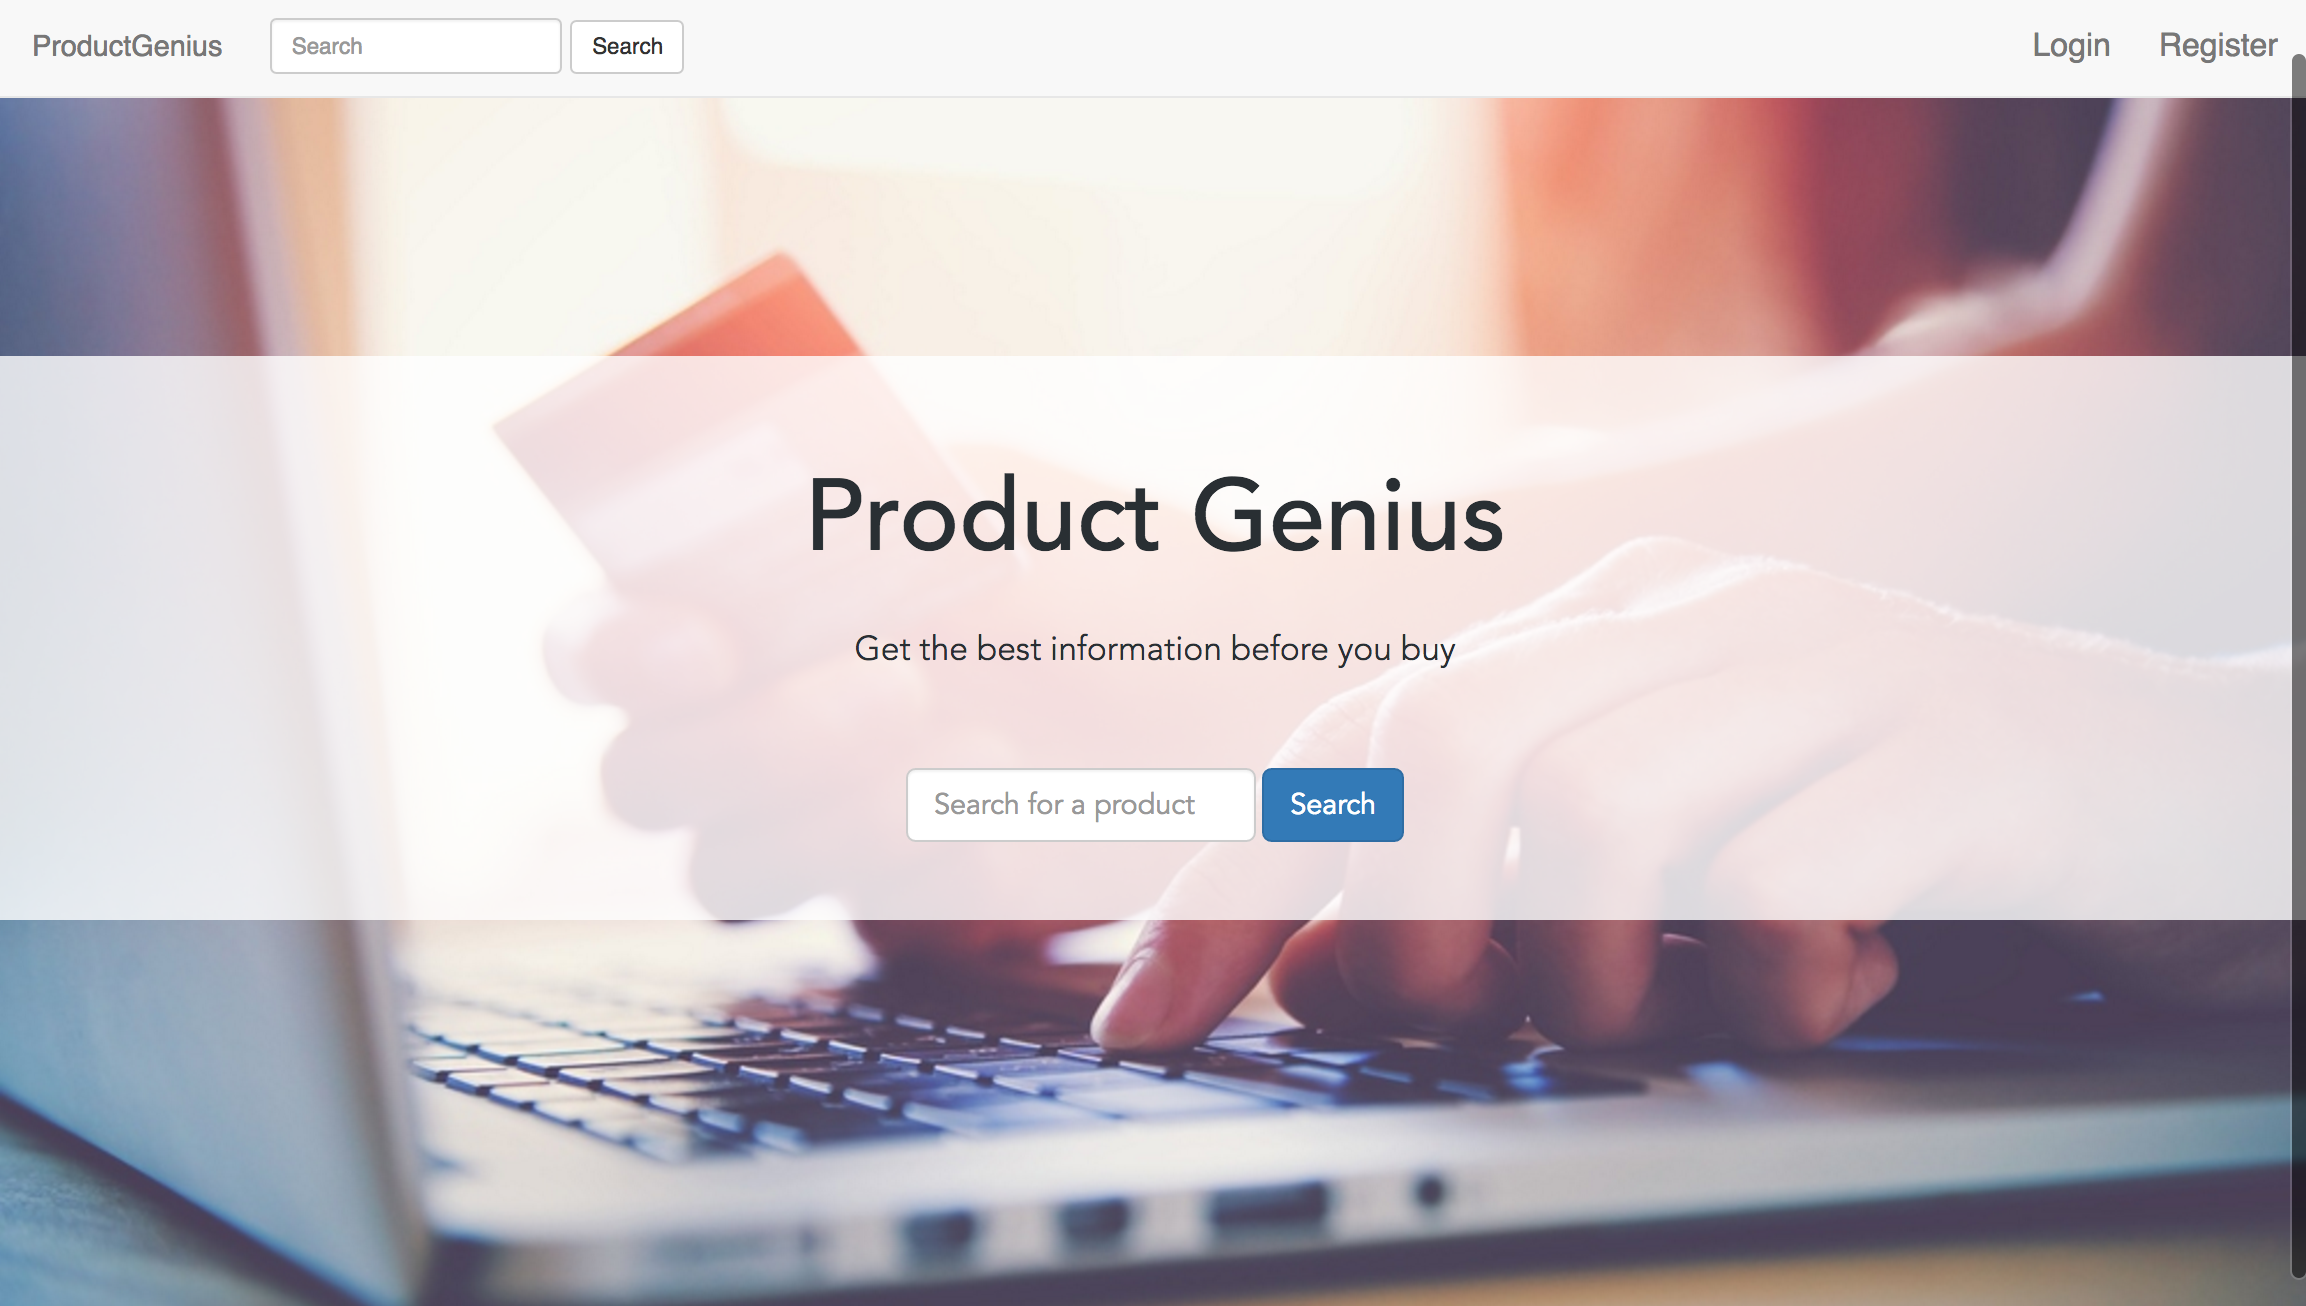 ProductGenius Search Search Login Register
Product Genius
Get the best information before you buy
Search for a product Search